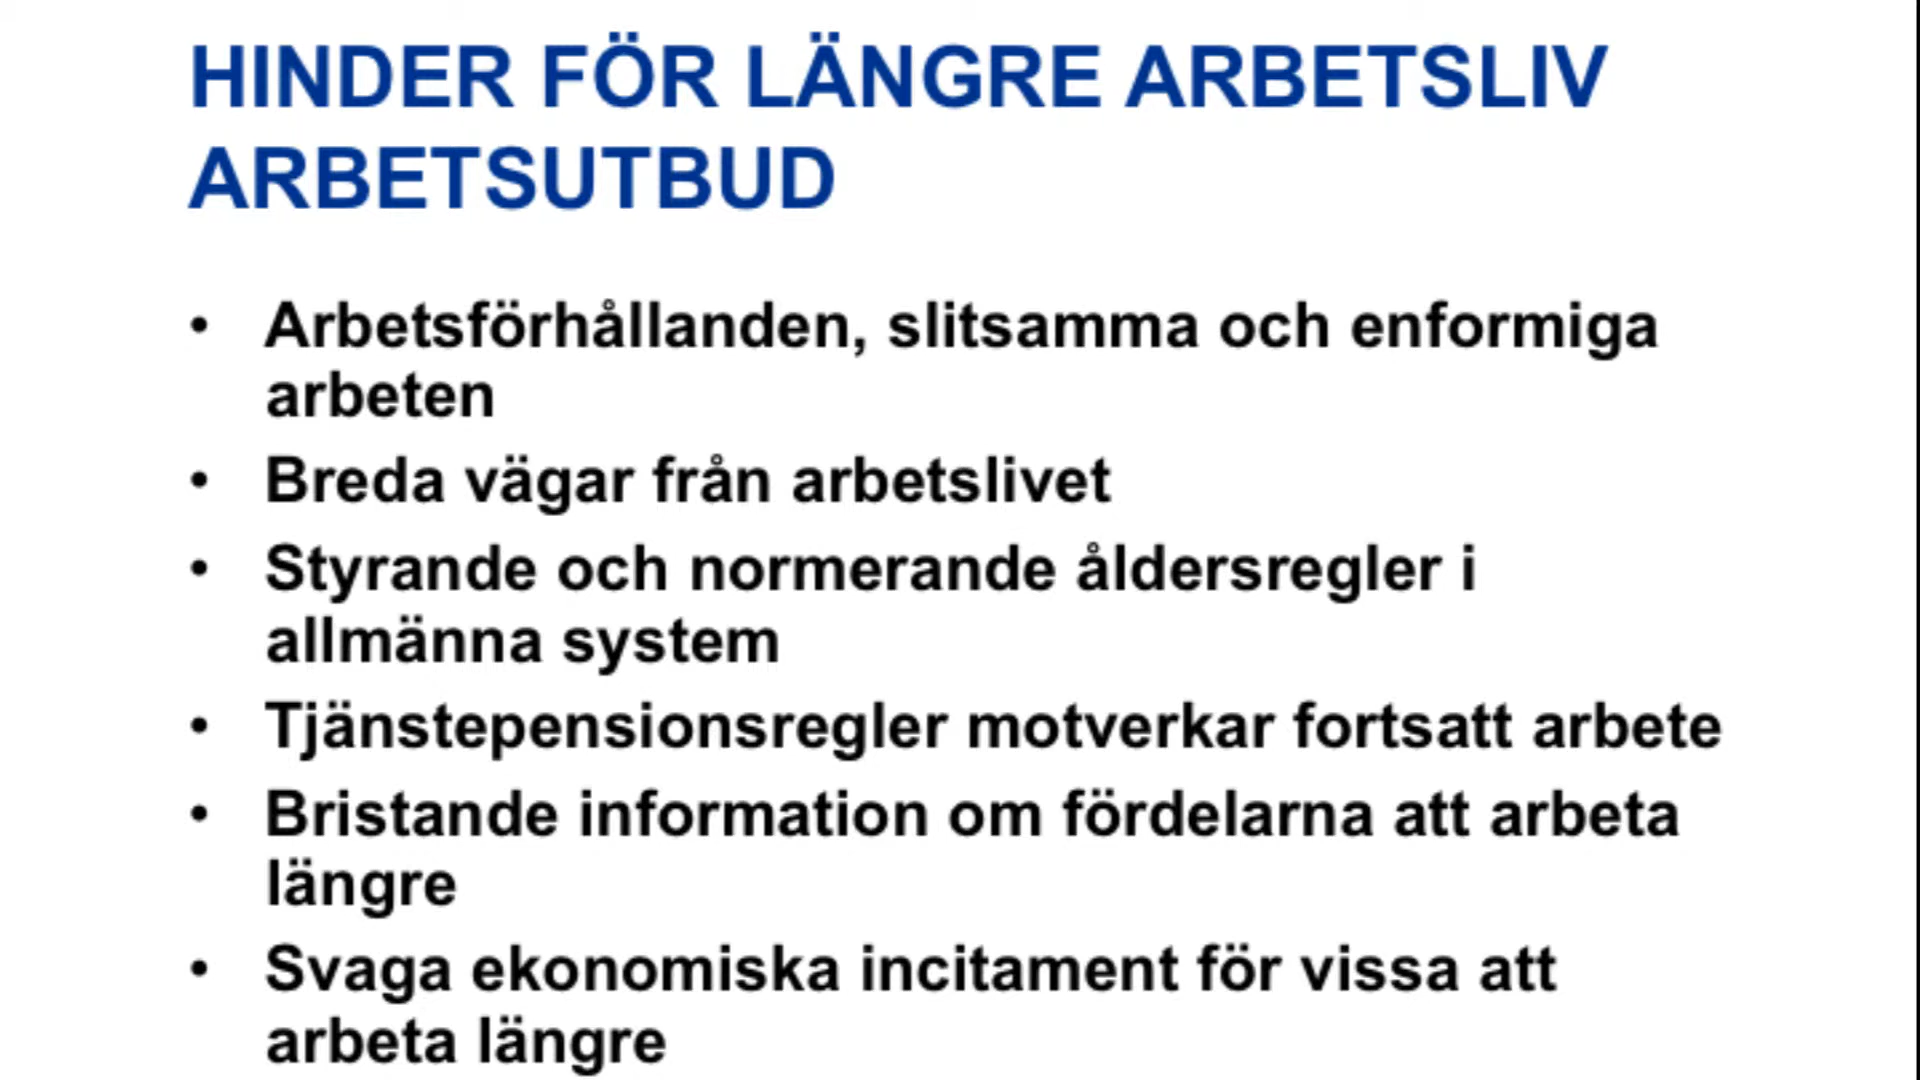 HINDER FÖR LÄNGRE ARBETSLIV
ARBETSUTBUD
• Arbetsförhållanden, slitsamma och enformiga
arbeten
• Breda vägar från arbetslivet
• Styrande och normerande åldersregler i
allmänna system
• Tjänstepensionsregler motverkar fortsatt arbete
• Bristande information om fördelarna att arbeta
längre
• Svaga ekonomiska incitament för vissa att
arbeta längre